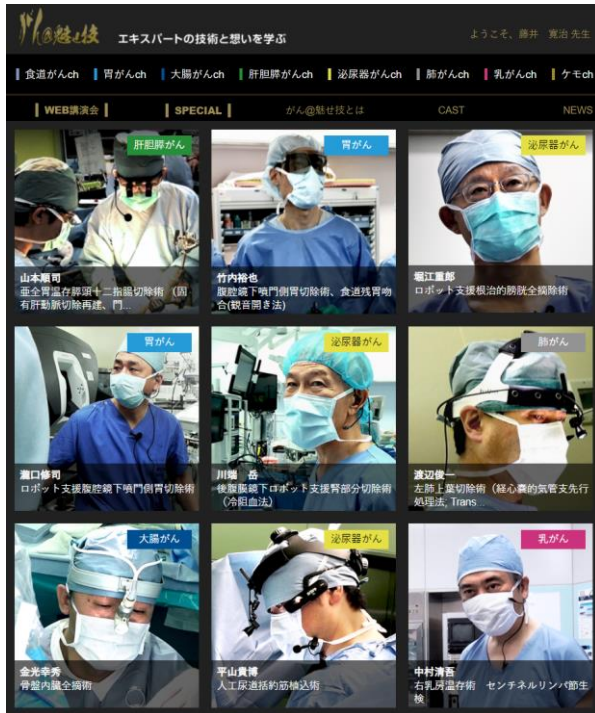 がん@魅せ技
エキスパートの技術と想いを学ぶ
ようこそ、藤井 寛治 先生
食道がんch 胃がんch 大腸がんch 肝胆膵がんch 泌尿器がんch 肺がんch 乳がんch ケモch
WEB講演会 SPECIAL がん@魅せ技とは CAST NEWS
肝胆膵がん
山本順司
亜全胃温存膵頭十二指腸切除術 (固
有肝動脈切除再建、門...
胃がん
竹内裕也
腹腔鏡下噴門側胃切除術、食道残胃吻
合(観音開き法)
泌尿器がん
堀江重郎
ロボット支援根治的膀胱全摘除術
胃がん
瀧口修司
ロボット支援腹腔鏡下噴門側胃切除術
泌尿器がん
川端 岳
後腹膜鏡下ロボット支援腎部分切除術
(冷阻血法)
肺がん
渡辺俊一
左肺上葉切除術(経心嚢的気管支先行
処理法, Trans...
大腸がん
金光幸秀
骨盤内臓全摘術
泌尿器がん
平山貴博
人工尿道括約筋植込術
乳がん
中村清吾
右乳房温存術 センチネルリンパ節生
検